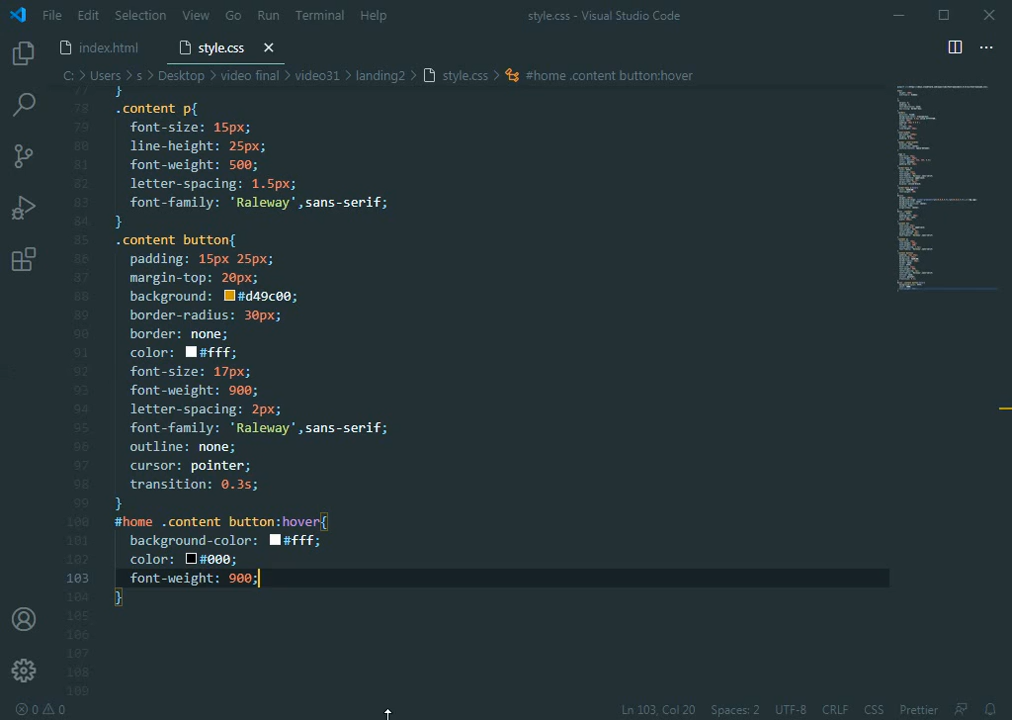 File Edit Selection View Go Run Terminal Help style.css - Visual Studio Code
index.html style.css
C: > Users > s > Desktop > video final > video31 > landing2 > style.css > #home .content button:hover
77 }
78 .content p{
79 font-size: 15px;
80 line-height: 25px;
81 font-weight: 500;
82 letter-spacing: 1.5px;
83 font-family: 'Raleway',sans-serif;
84 }
85 .content button{
86 padding: 15px 25px;
87 margin-top: 20px;
88 background: #d49c00;
89 border-radius: 30px;
90 border: none;
91 color: #fff;
92 font-size: 17px;
93 font-weight: 900;
94 letter-spacing: 2px;
95 font-family: 'Raleway',sans-serif;
96 outline: none;
97 cursor: pointer;
98 transition: 0.3s;
99 }
100 #home .content button:hover{
101 background-color: #fff;
102 color: #000;
103 font-weight: 900;
104 }
105
106
107
108
109
0 0 Ln 103, Col 20 Spaces: 2 UTF-8 CRLF CSS Prettier